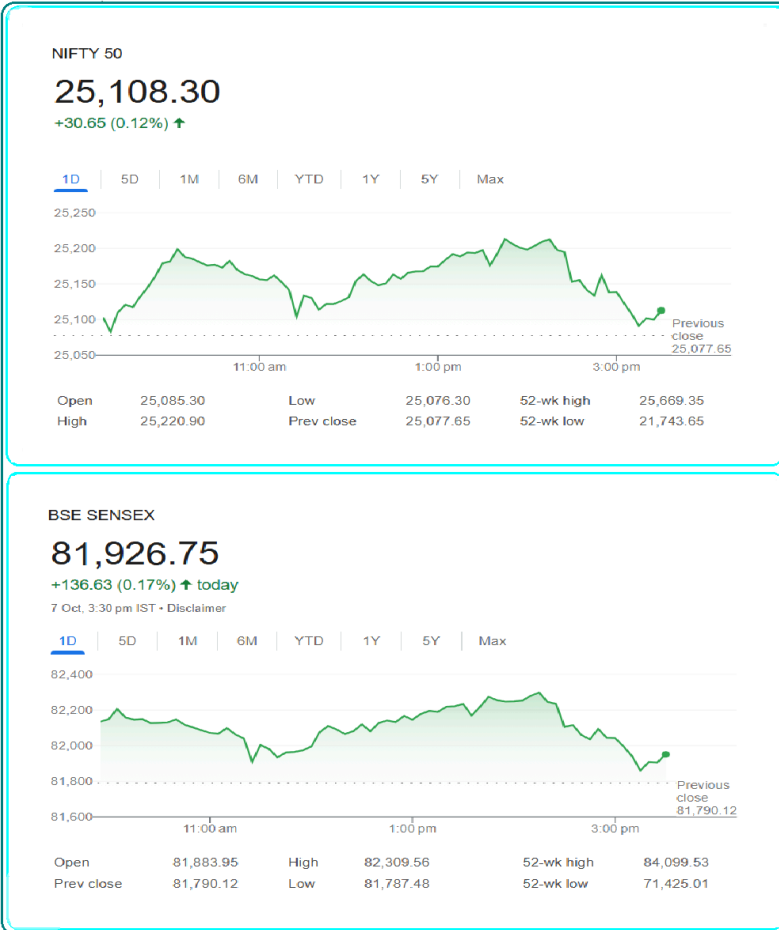 NIFTY 50
25,108.30
+30.65 (0.12%) ↑
1D 5D 1M 6M YTD 1Y 5Y Max
25,250
25,200
25,150
25,100
25,050
Previous
close
25,077.65
11:00 am 1:00 pm 3:00 pm
Open 25,085.30 Low 25,076.30 52-wk high 25,669.35
High 25,220.90 Prev close 25,077.65 52-wk low 21,743.65
BSE SENSEX
81,926.75
+136.63 (0.17%) ↑ today
7 Oct, 3:30 pm IST • Disclaimer
1D 5D 1M 6M YTD 1Y 5Y Max
82,400
82,200
82,000
81,800
81,600
Previous
close
81,790.12
11:00 am 1:00 pm 3:00 pm
Open 81,883.95 High 82,309.56 52-wk high 84,099.53
Prev close 81,790.12 Low 81,787.48 52-wk low 71,425.01